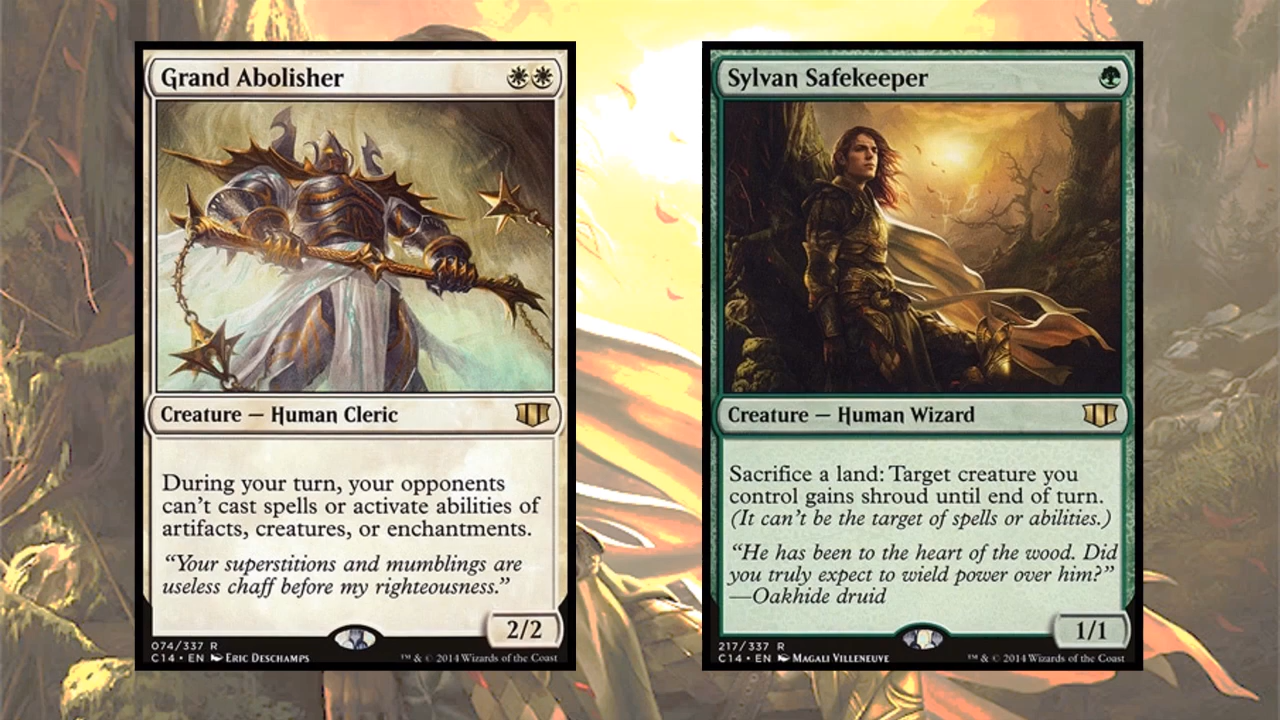 Grand Abolisher
Creature — Human Cleric
During your turn, your opponents
can't cast spells or activate abilities of
artifacts, creatures, or enchantments.
“Your superstitions and mumblings are
useless chaff before my righteousness.”
2/2
074/337 R
C14 • EN Eric Deschamps
™ & © 2014 Wizards of the Coast
Sylvan Safekeeper
Creature — Human Wizard
Sacrifice a land: Target creature you
control gains shroud until end of turn.
(It can't be the target of spells or abilities.)
“He has been to the heart of the wood. Did
you truly expect to wield power over him?”
—Oakhide druid
1/1
217/337 R
C14 • EN Magali Villeneuve
™ & © 2014 Wizards of the Coast